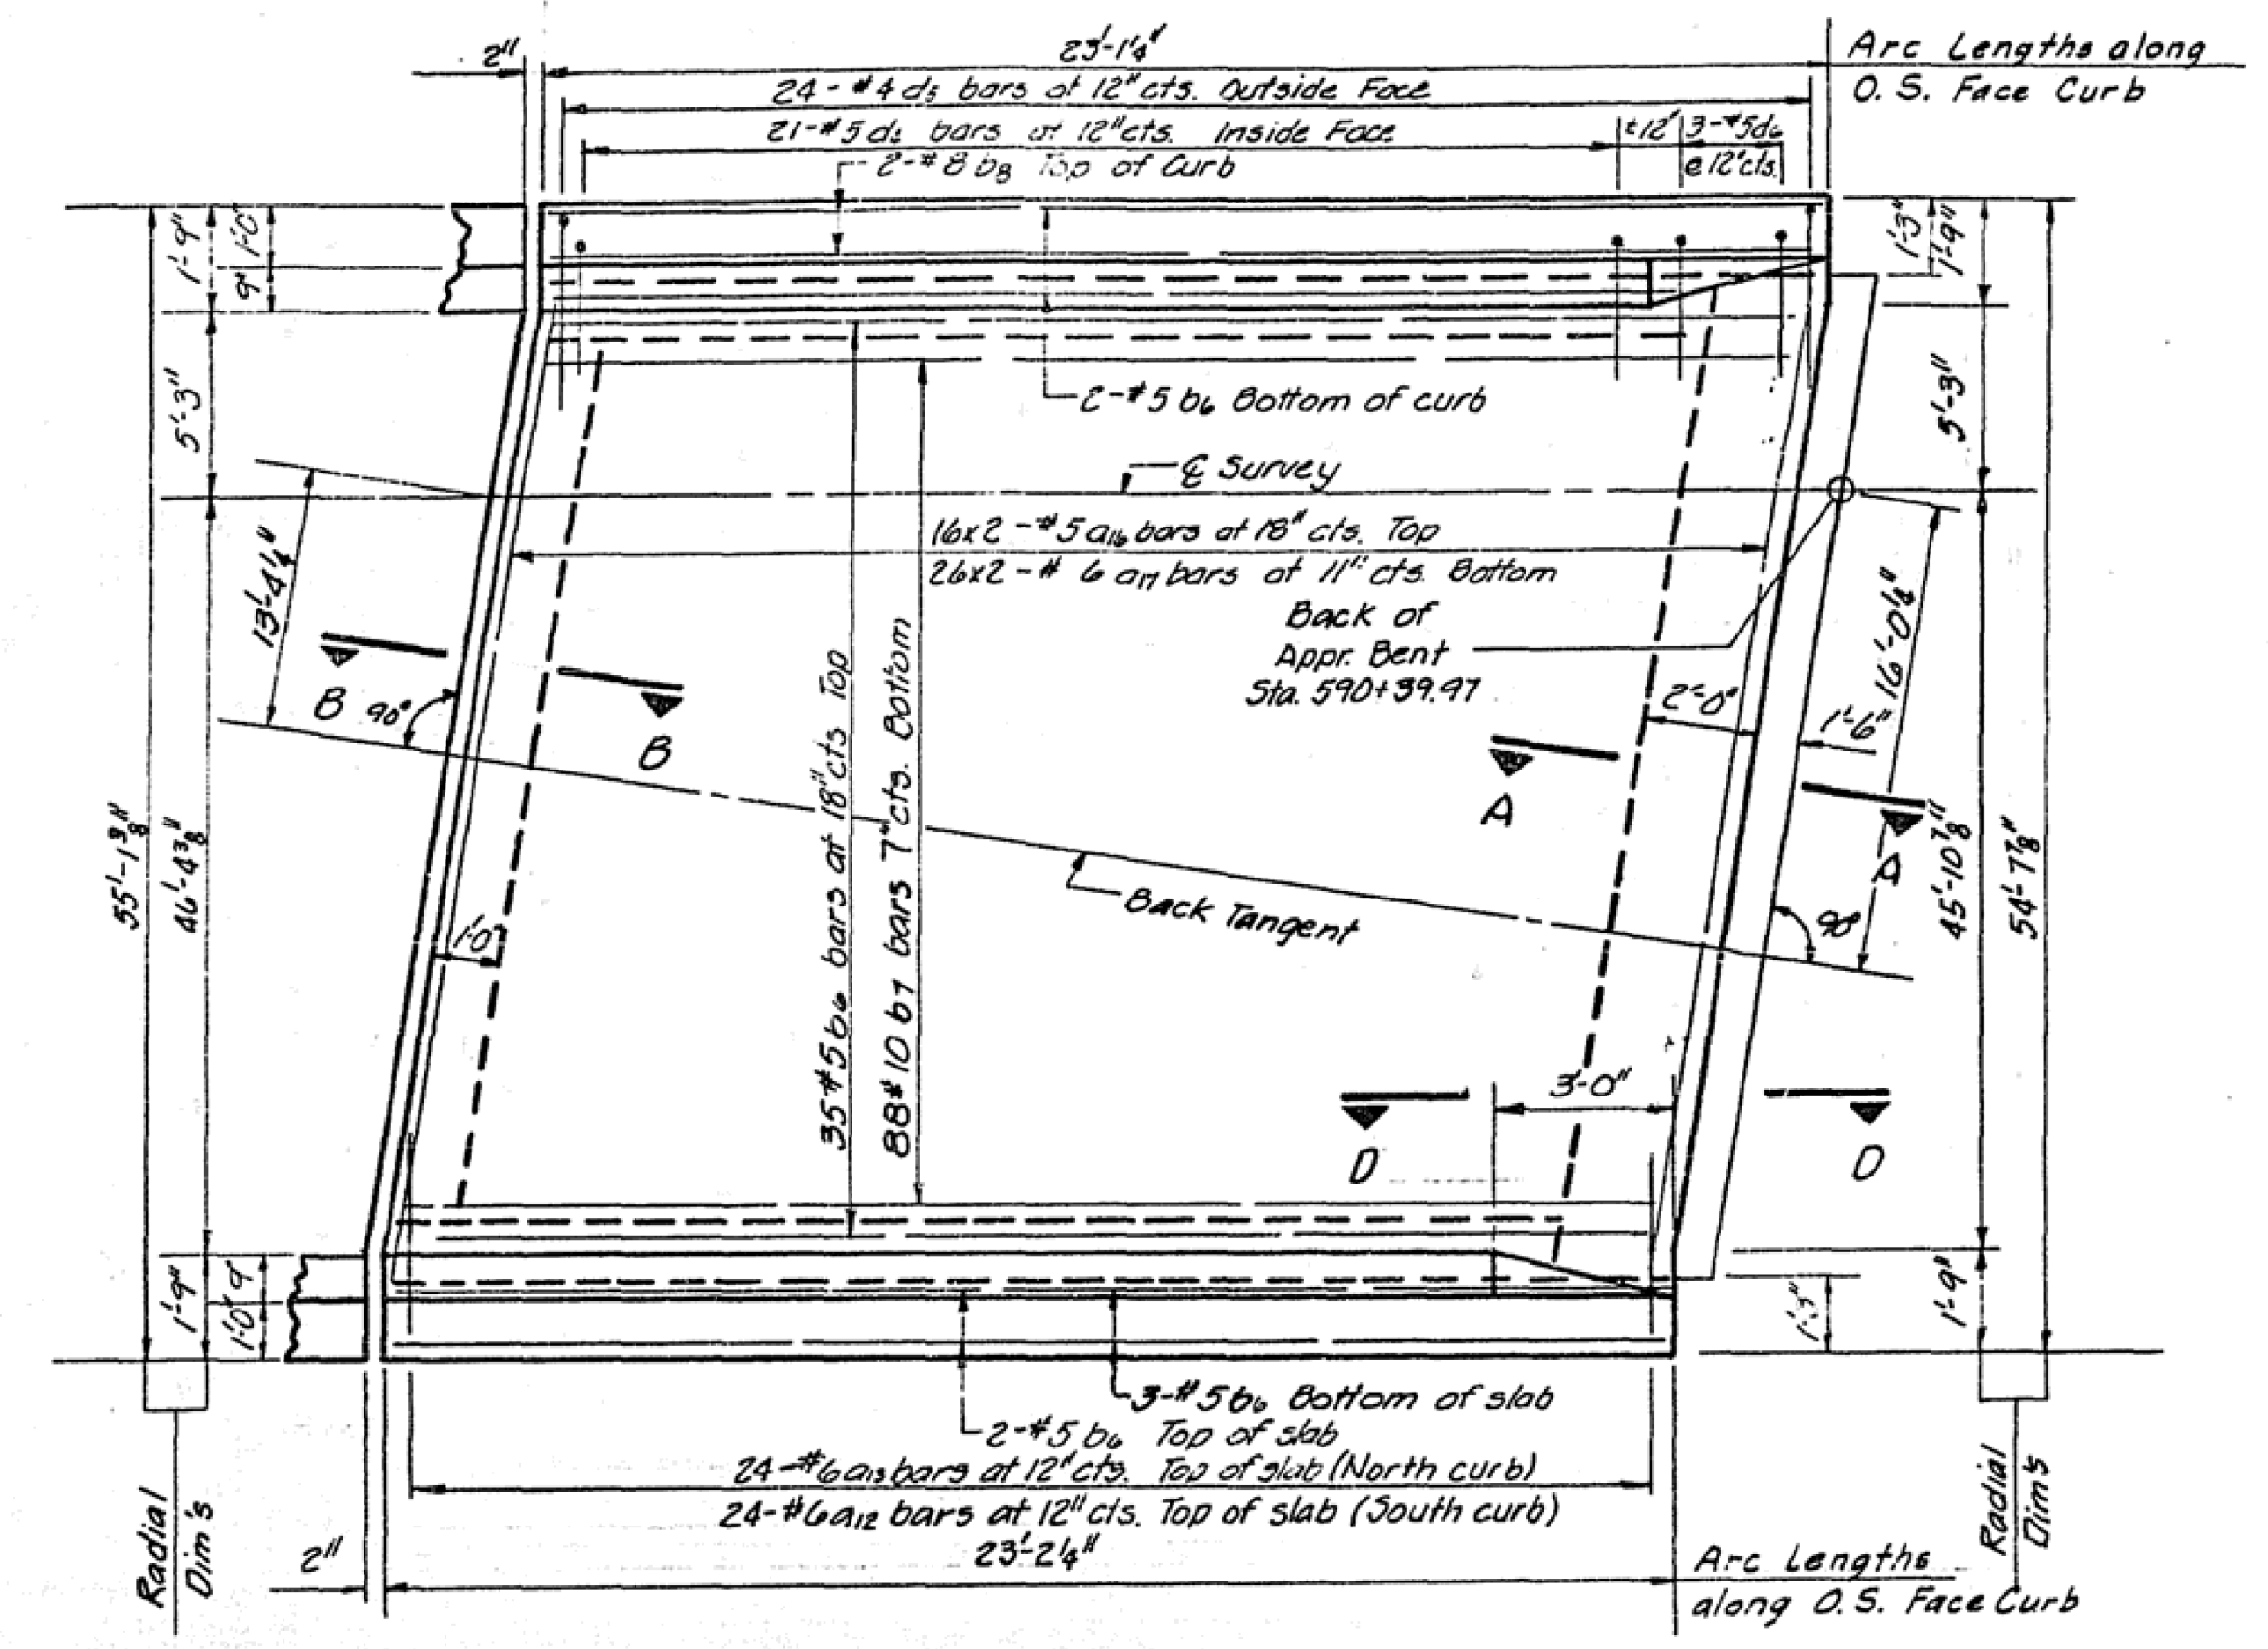 2"
23'-1¼"
Arc Lengths along
O. S. Face Curb
24 - #4 d5 bars at 12" cts. Outside Face
21 - #5 d6 bars at 12" cts. Inside Face
±12"
3-#5d6
@ 12"cts.
2-#8 b8 Top of Curb
1'-9"
1'-0"
9"
1'-3"
1'-9"
5'-3"
2-#5 b6 Bottom of curb
5'-3"
℄ Survey
16x2 - #5 a16 bars at 18" cts. Top
26x2 - # 6 a17 bars at 11" cts. Bottom
13'-4¼"
Back of
Appr. Bent
Sta. 590+39.97
16'-0¼"
2'-0"
1'-6"
B
90°
B
A
A
55'-1⅜"
46'-4⅜"
35-#5 b6 bars at 18" cts Top
88-#10 b7 bars 7" cts. Bottom
Back Tangent
1'-0"
90°
45'-10⅞"
54'-7⅞"
3'-0"
D
D
1'-9"
1'-0"
9"
1'-3"
1'-9"
3-#5 b6 Bottom of slab
2-#5 b6 Top of slab
24-#6 a13 bars at 12" cts. Top of slab (North curb)
24-#6 a12 bars at 12" cts. Top of slab (South curb)
23'-2¼"
2"
Radial
Dim's
Radial
Dim's
Arc Lengths
along O. S. Face Curb